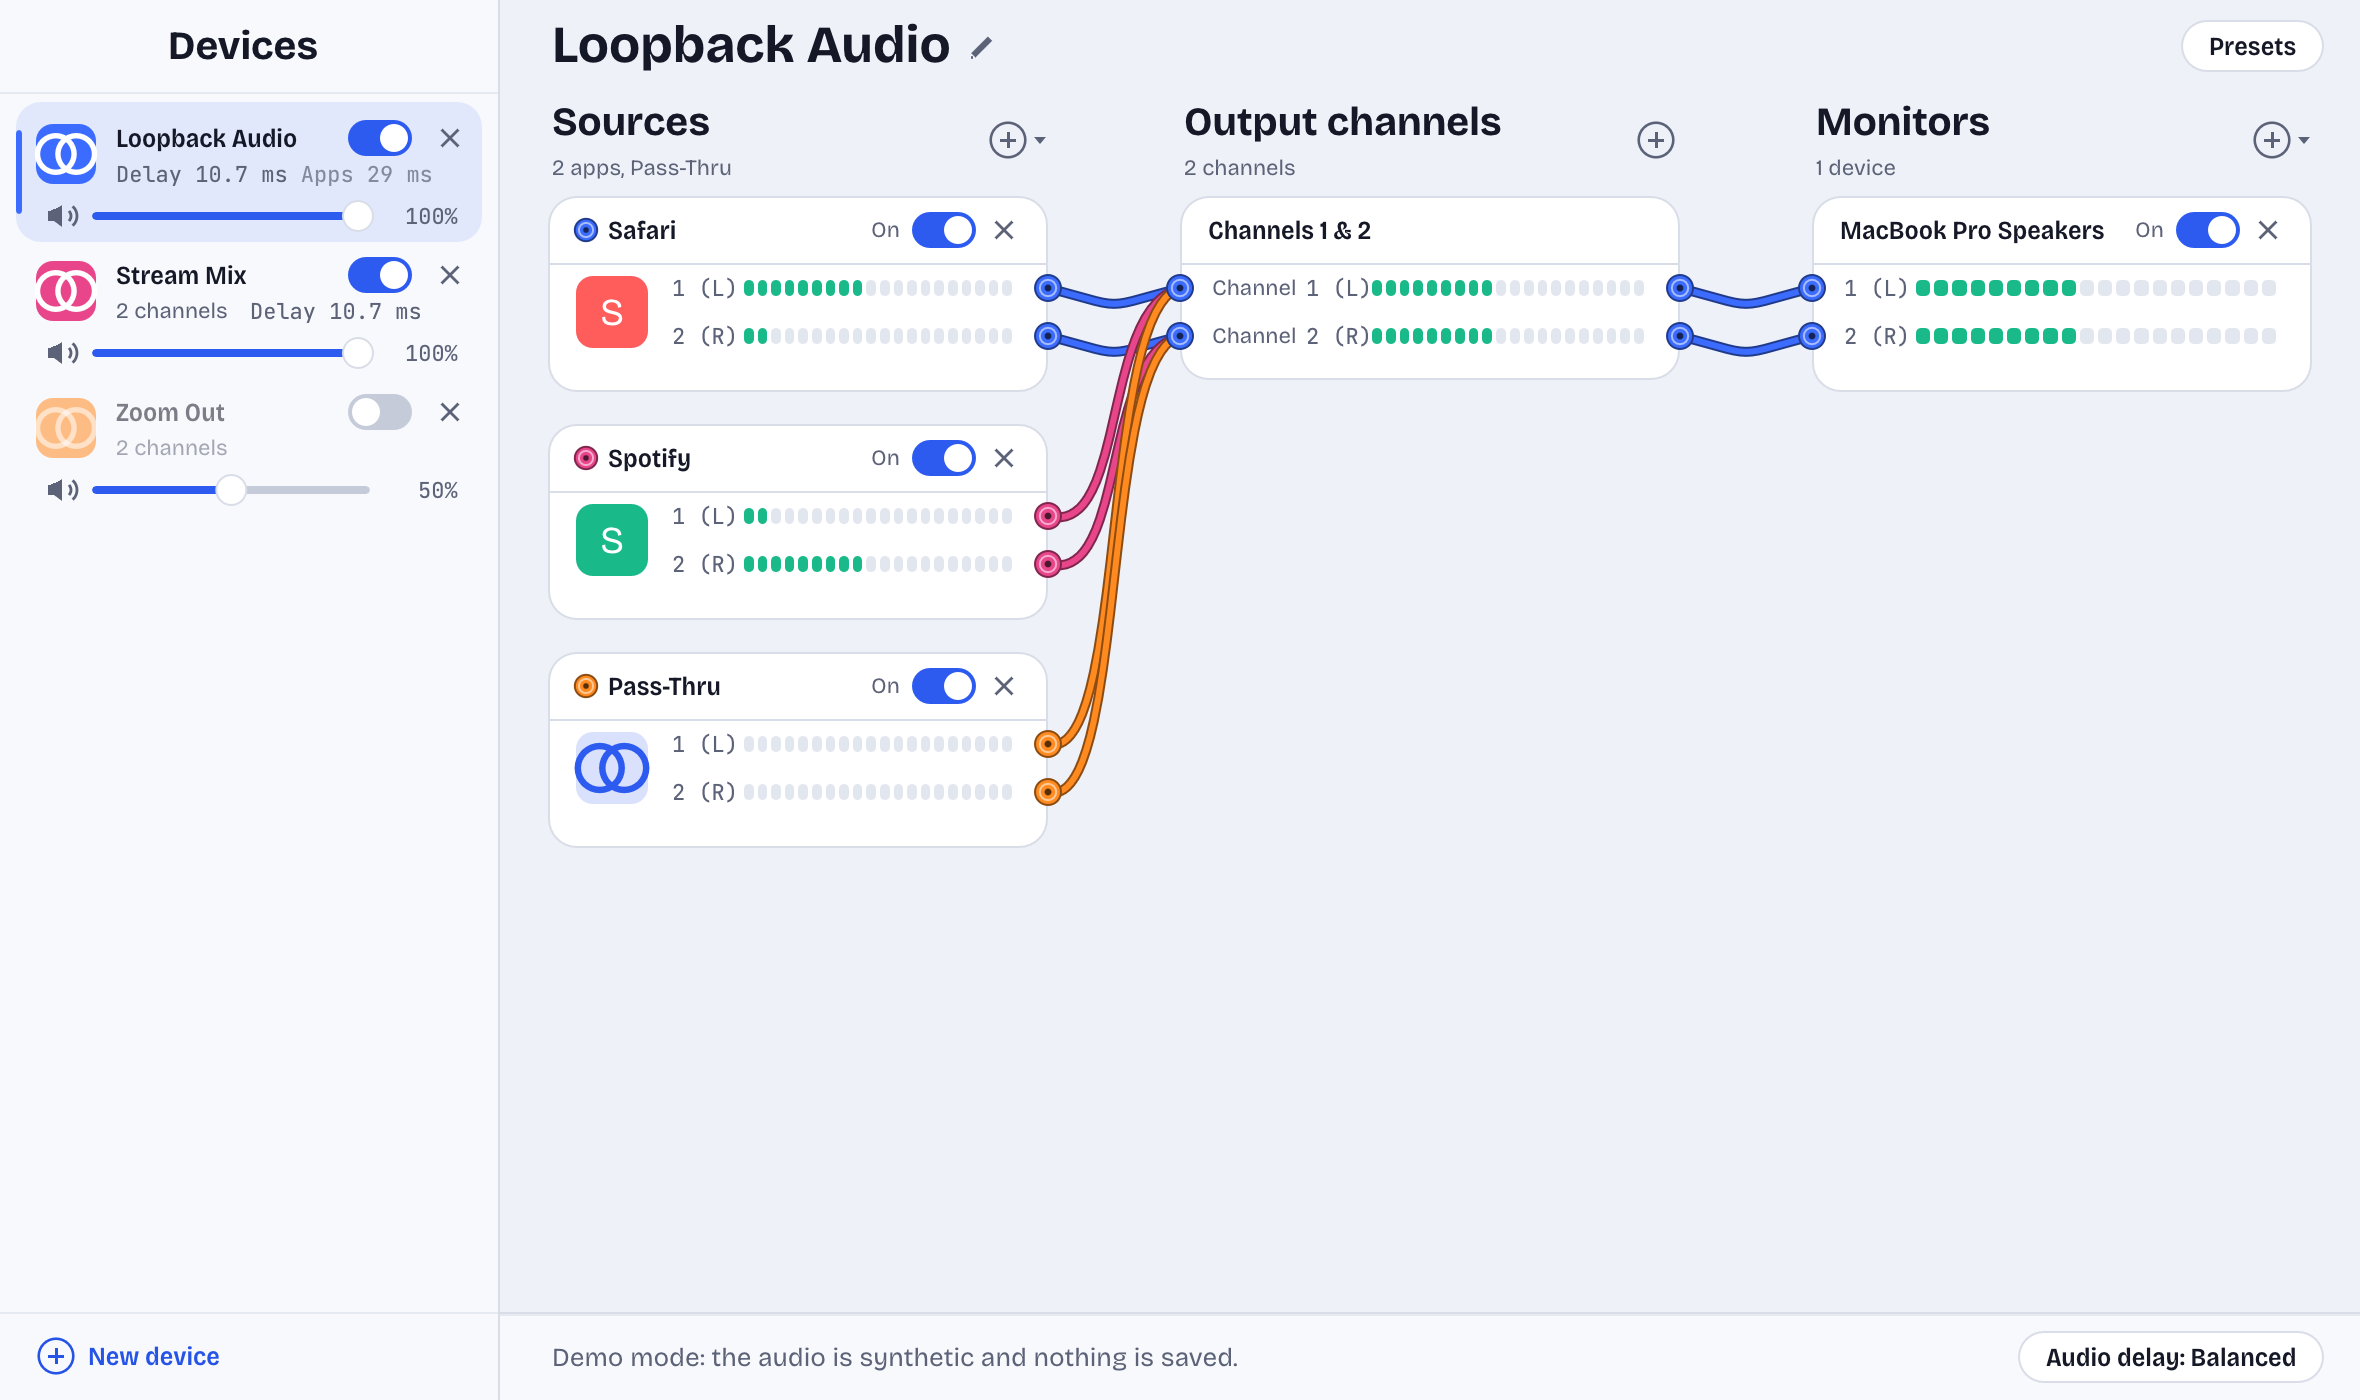 Devices
Loopback Audio
Delay 10.7 ms Apps 29 ms
100%
Stream Mix
2 channels Delay 10.7 ms
100%
Zoom Out
2 channels
50%
New device
Loopback Audio
Presets
Sources
2 apps, Pass-Thru
Safari On
S
1 (L)
2 (R)
Spotify On
S
1 (L)
2 (R)
Pass-Thru On
1 (L)
2 (R)
Output channels
2 channels
Channels 1 & 2
Channel 1 (L)
Channel 2 (R)
Monitors
1 device
MacBook Pro Speakers On
1 (L)
2 (R)
Demo mode: the audio is synthetic and nothing is saved.
Audio delay: Balanced